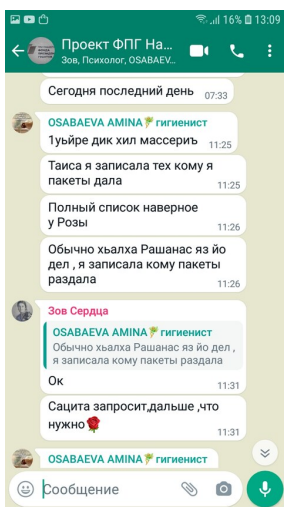 16% 13:09
Проект ФПГ На...
Зов, Психолог, OSABAEV...
Сегодня последний день 07:33
OSABAEVA AMINA гигиенист
1уьйре дик хил массериъ 11:25
Таиса я записала тех кому я
пакеты дала 11:25
Полный список наверное
у Розы 11:26
Обычно хьалха Рашанас яз йо
дел , я записала кому пакеты
раздала 11:26
Зов Сердца
OSABAEVA AMINA гигиенист
Обычно хьалха Рашанас яз йо дел ,
я записала кому пакеты раздала
Ок 11:31
Сацита запросит,дальше ,что
нужно🌹 11:31
OSABAEVA AMINA гигиенист
Сообщение